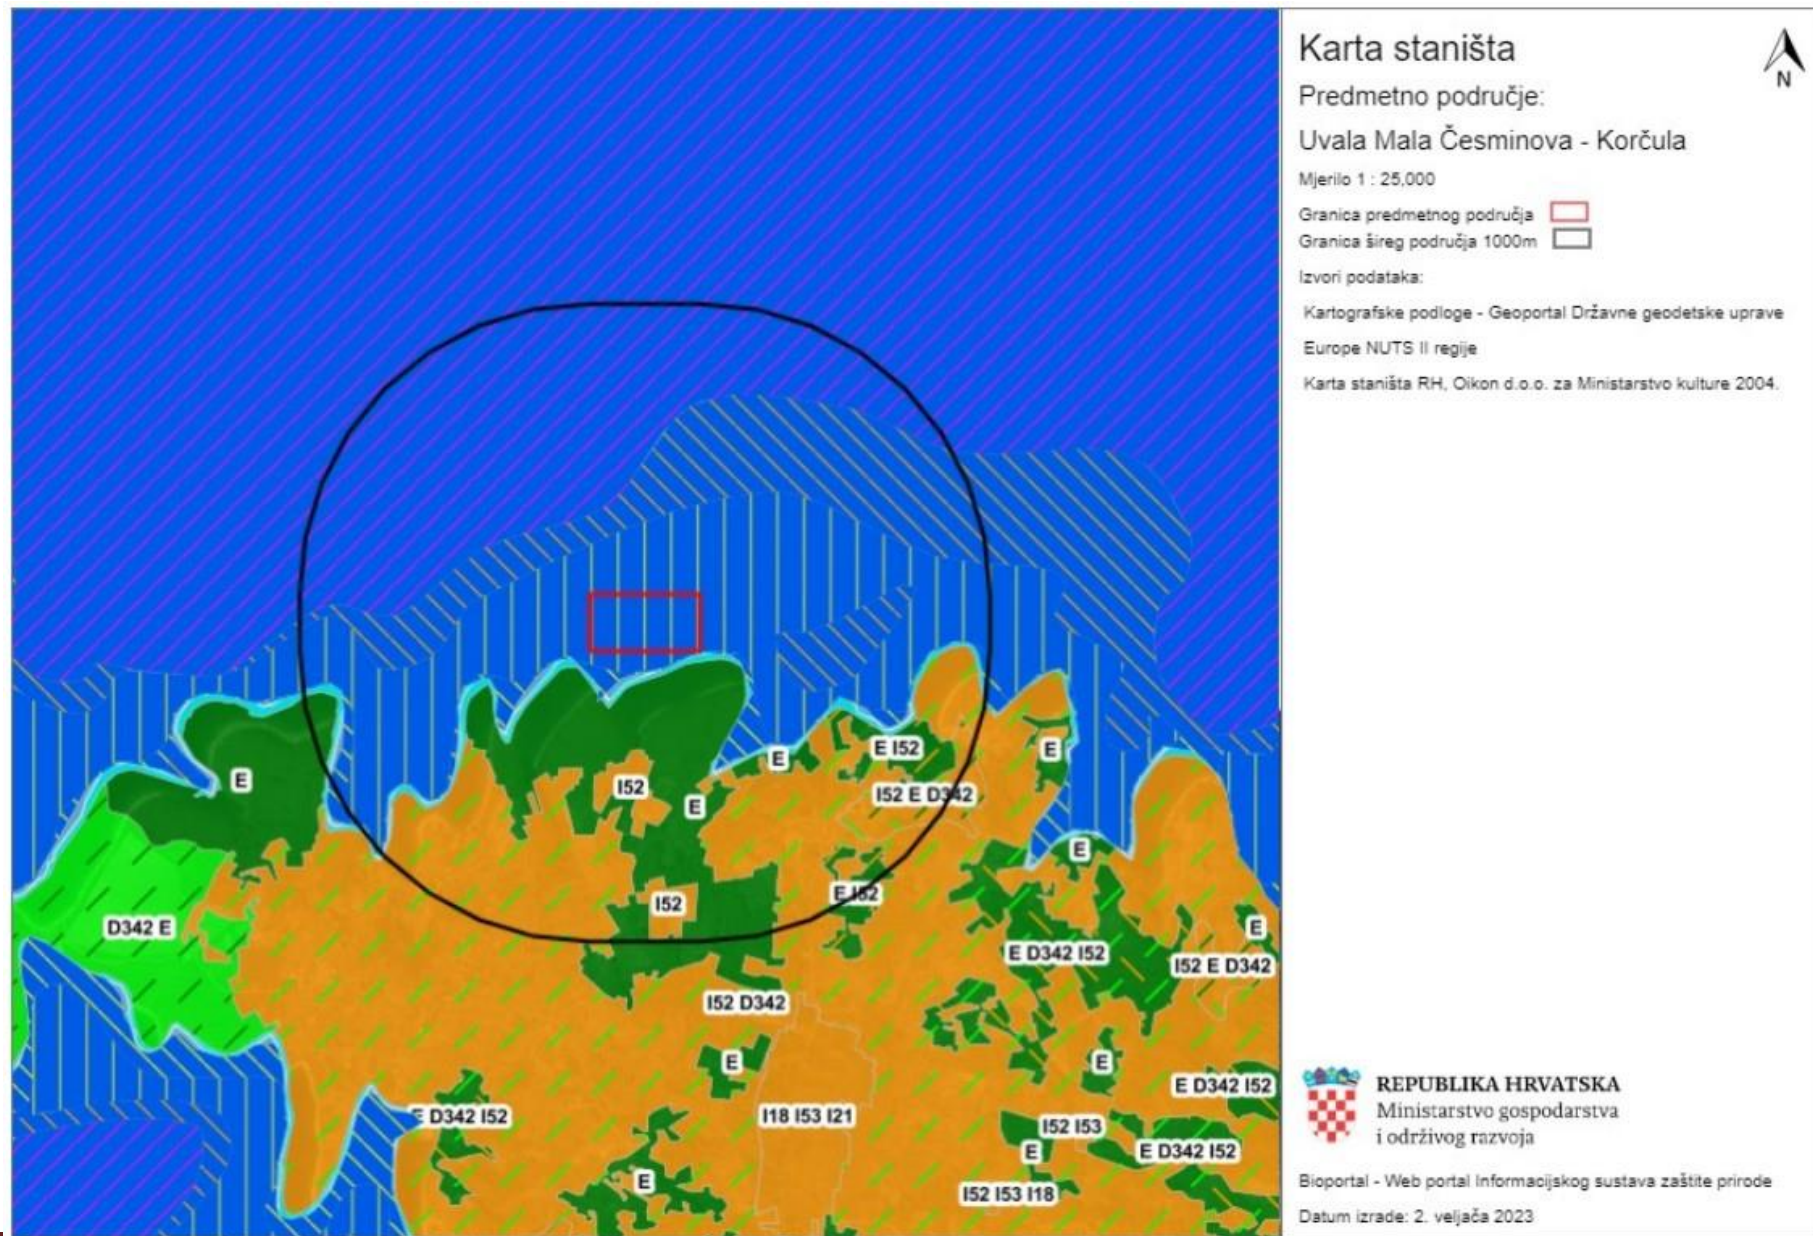 Karta staništa
N
Predmetno područje:
Uvala Mala Česminova - Korčula
Mjerilo 1 : 25,000
Granica predmetnog područja
Granica šireg područja 1000m
Izvori podataka:
Kartografske podloge - Geoportal Državne geodetske uprave
Europe NUTS II regije
Karta staništa RH, Oikon d.o.o. za Ministarstvo kulture 2004.
E I52
E
E
E
I52
I52 E D342
E
E
E I52
I52
D342 E
E
E D342 I52
I52 E D342
I52 D342
E
E
E D342 I52
E D342 I52
I18 I53 I21
I52 I53
E
E D342 I52
E
I52 I53 I18
REPUBLIKA HRVATSKA
Ministarstvo gospodarstva
i održivog razvoja
Bioportal - Web portal Informacijskog sustava zaštite prirode
Datum izrade: 2. veljača 2023